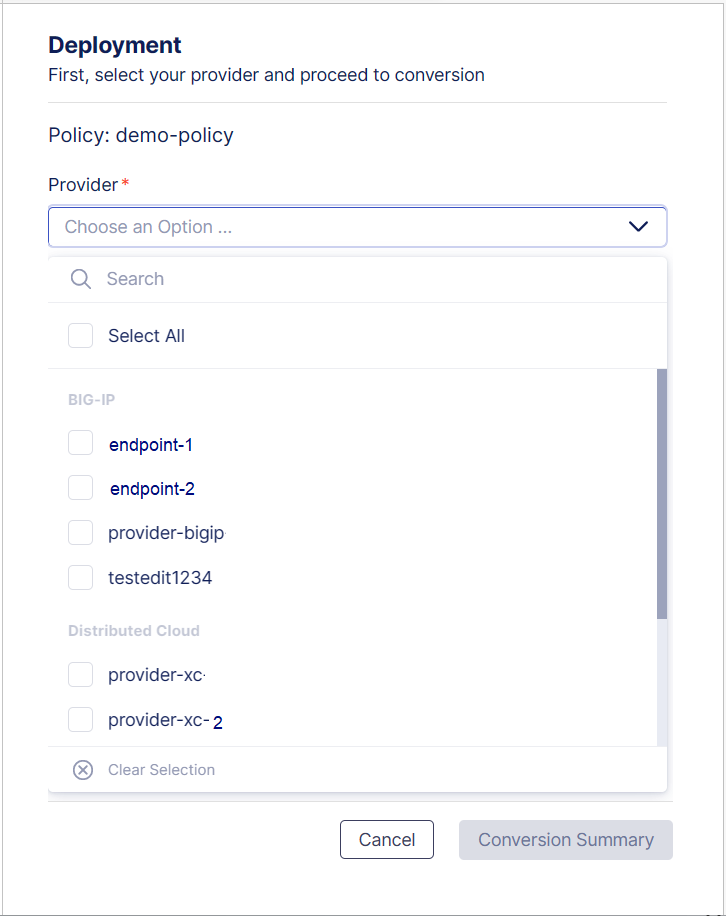 Deployment
First, select your provider and proceed to conversion
Policy: demo-policy
Provider*
Choose an Option ...
Search
Select All
BIG-IP
endpoint-1
endpoint-2
provider-bigip
testedit1234
Distributed Cloud
provider-xc
provider-xc-2
Clear Selection
Cancel
Conversion Summary